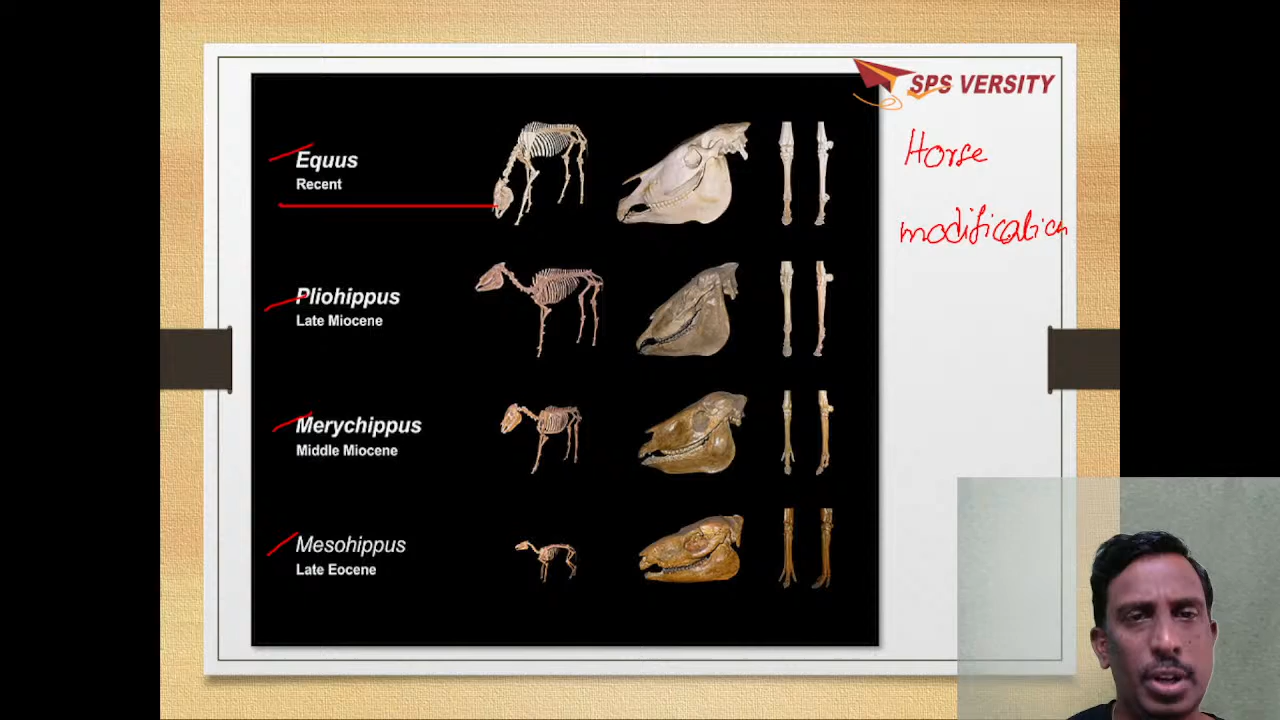 SPS VERSITY
Horse
modification
Equus
Recent
Pliohippus
Late Miocene
Merychippus
Middle Miocene
Mesohippus
Late Eocene